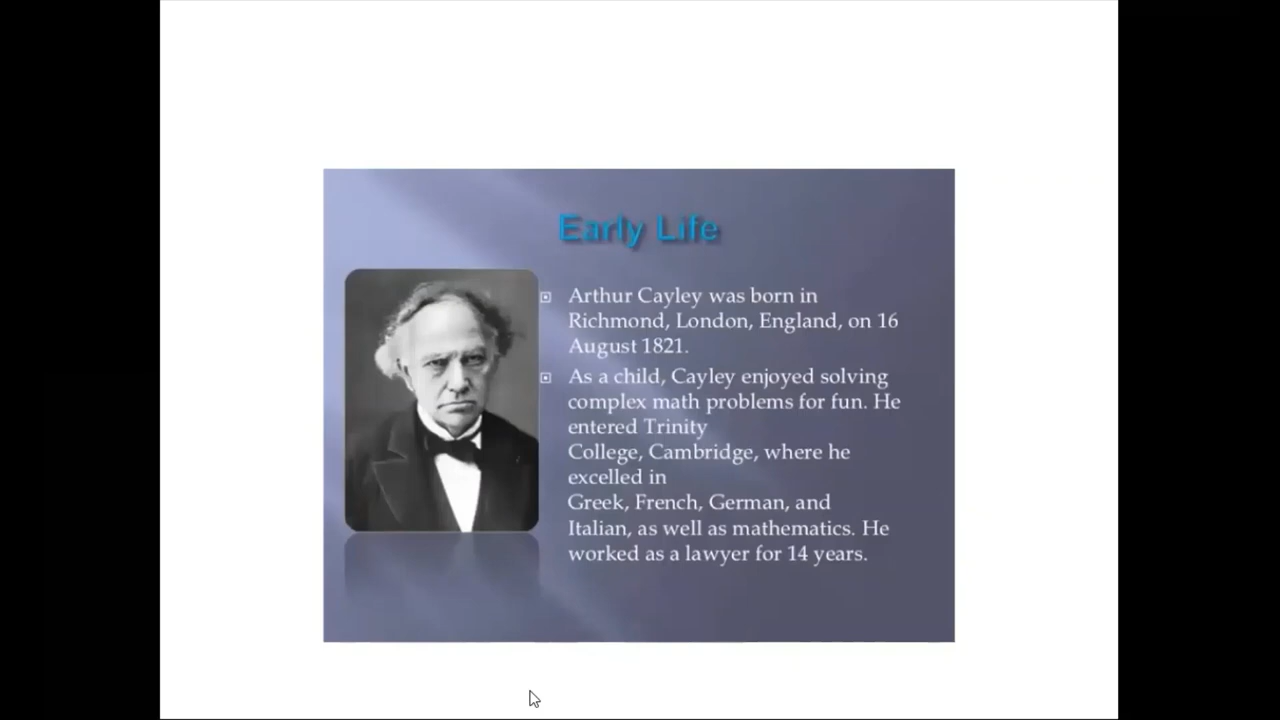 Early Life
Arthur Cayley was born in
Richmond, London, England, on 16
August 1821.
As a child, Cayley enjoyed solving
complex math problems for fun. He
entered Trinity
College, Cambridge, where he
excelled in
Greek, French, German, and
Italian, as well as mathematics. He
worked as a lawyer for 14 years.